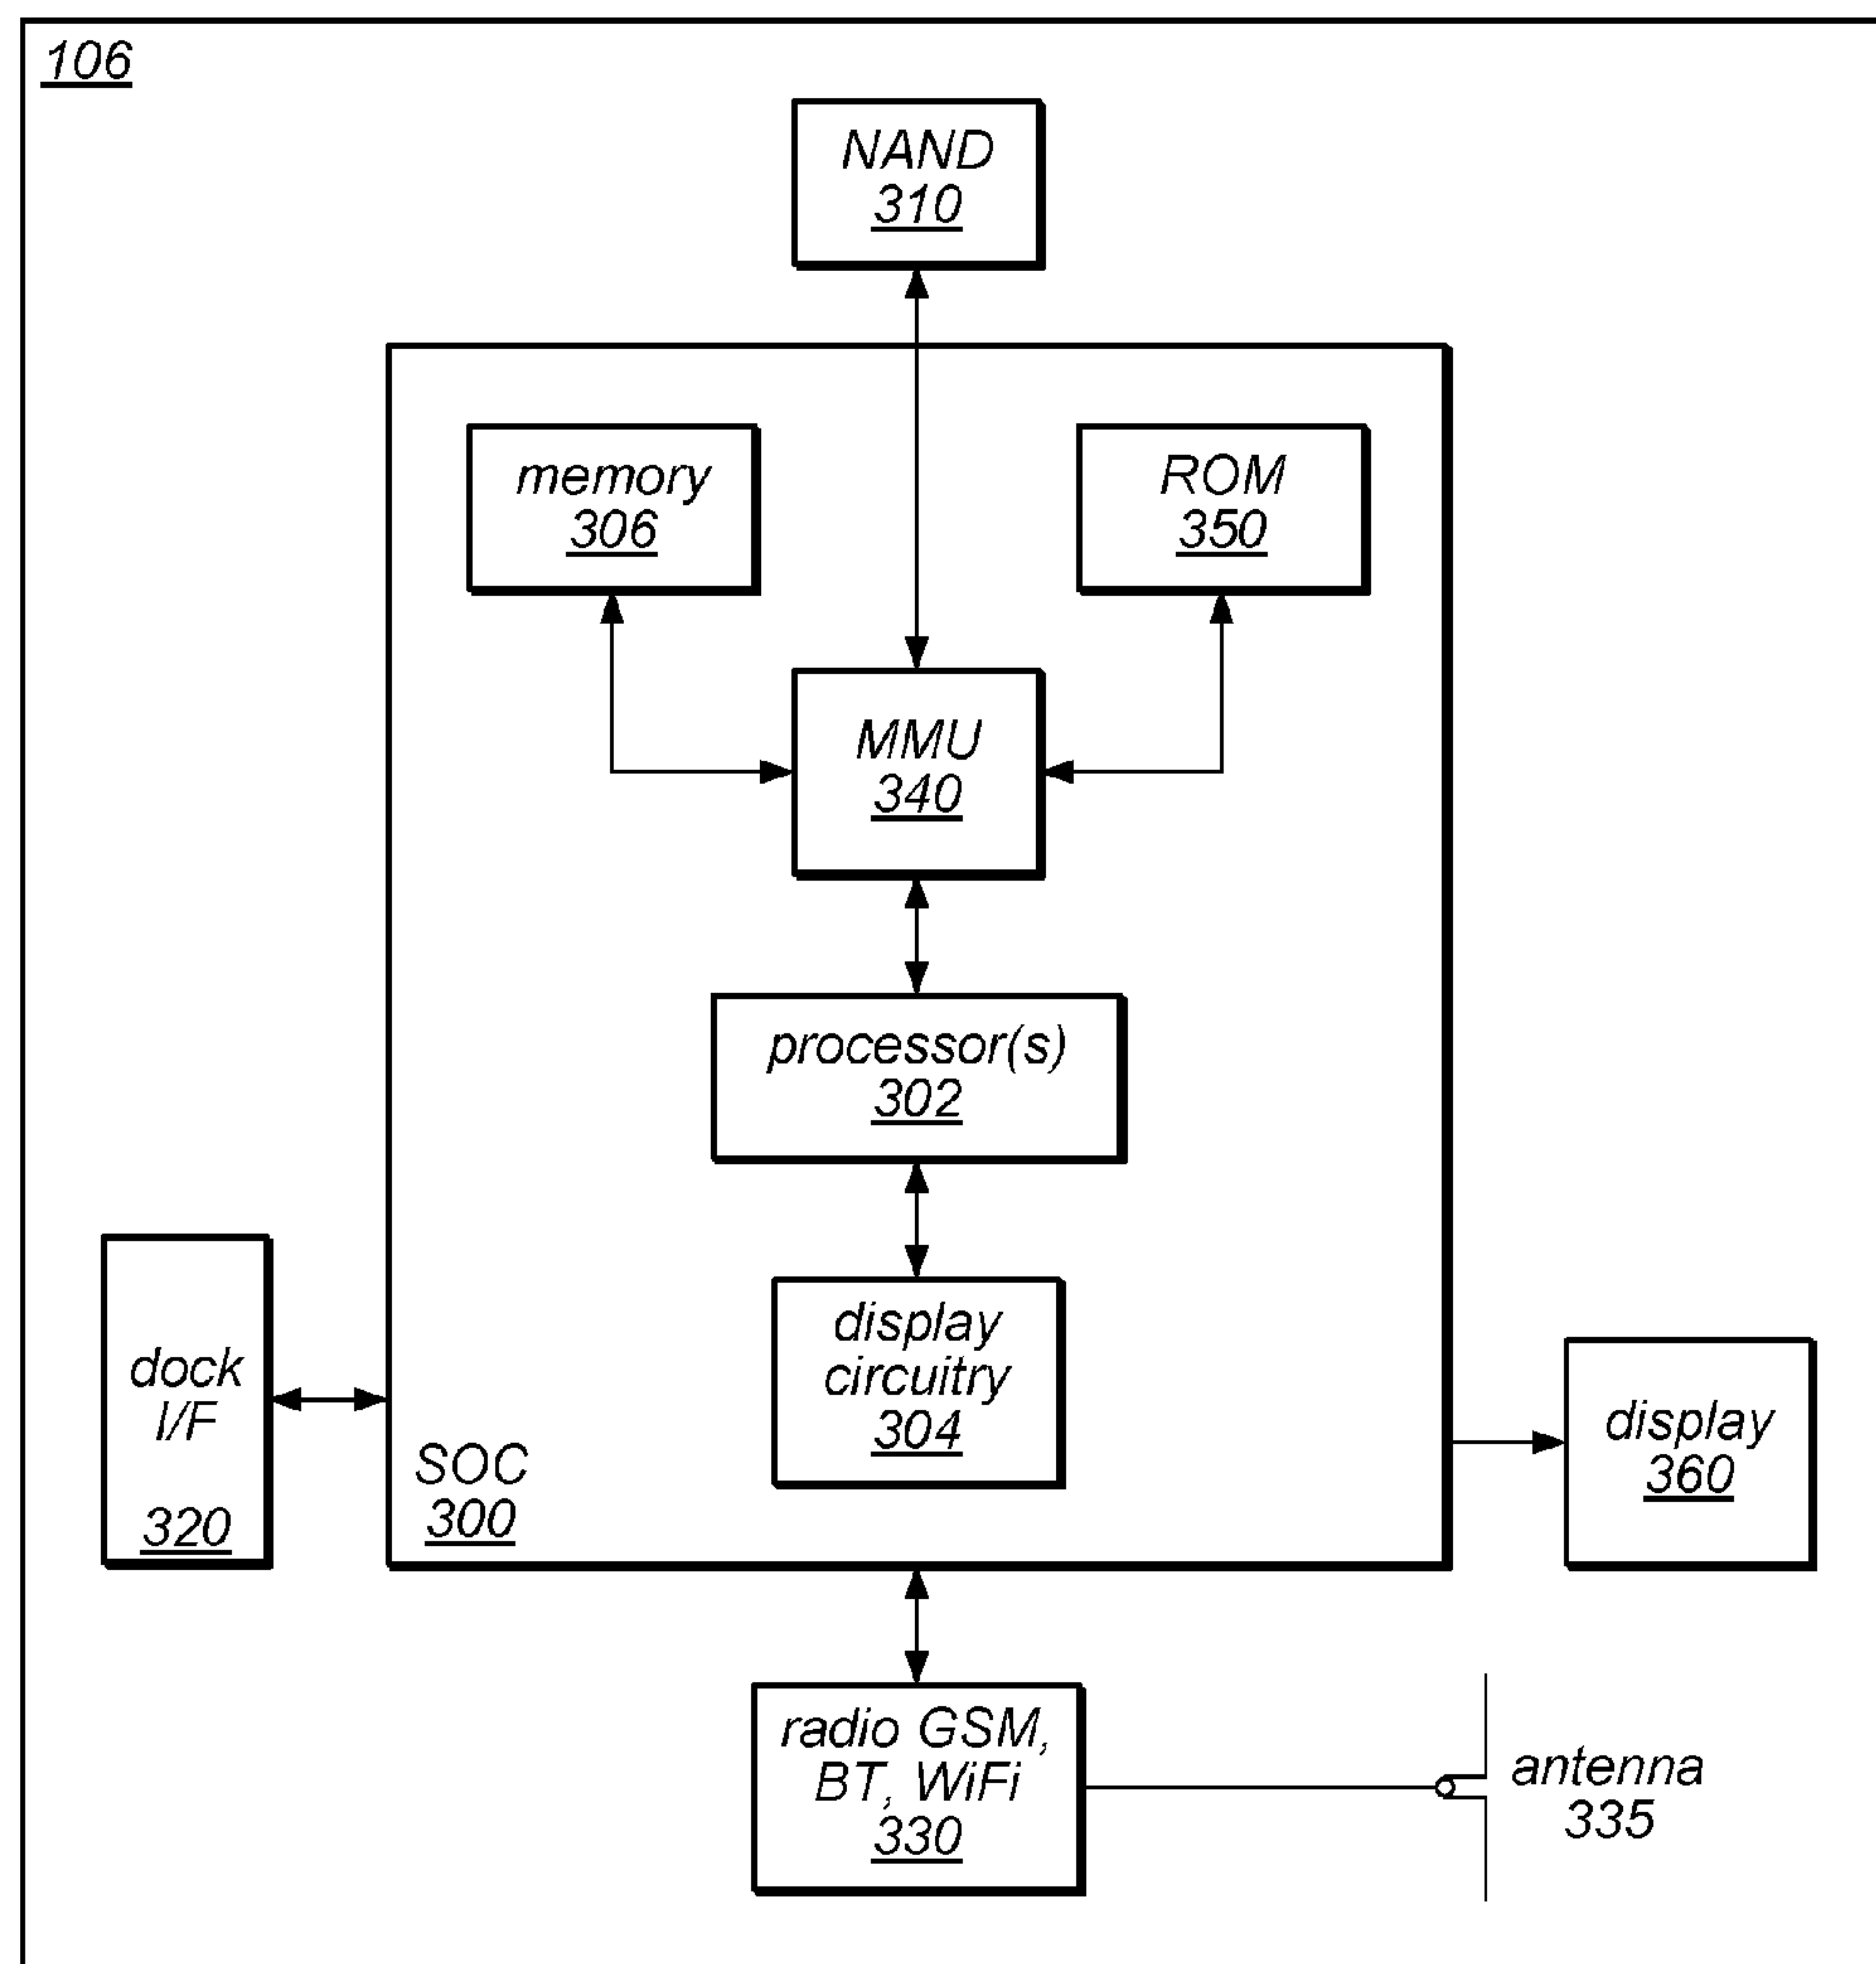 106
NAND
310
memory
306
ROM
350
MMU
340
processor(s)
302
display
circuitry
304
dock
I/F
320
SOC
300
display
360
radio GSM,
BT, WiFi
330
antenna
335